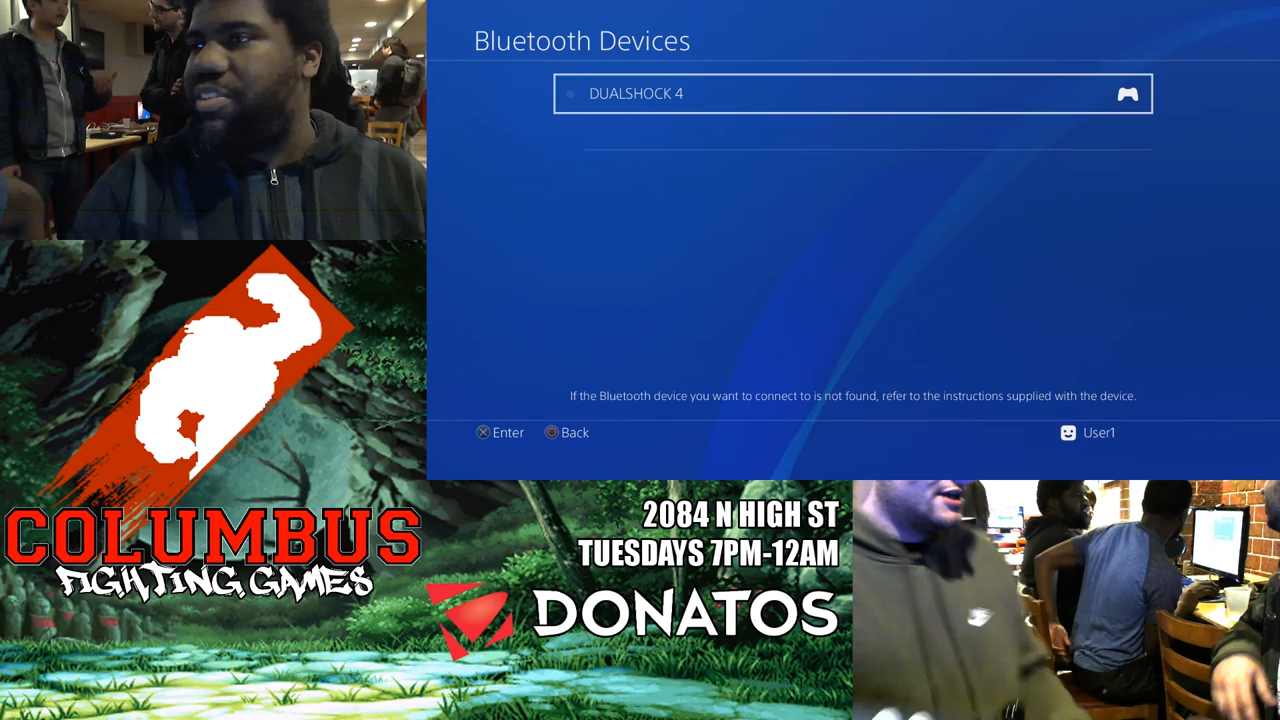 Bluetooth Devices
DUALSHOCK 4
If the Bluetooth device you want to connect to is not found, refer to the instructions supplied with the device.
Enter Back User1
COLUMBUS
FIGHTING GAMES
2084 N HIGH ST
TUESDAYS 7PM-12AM
DONATOS